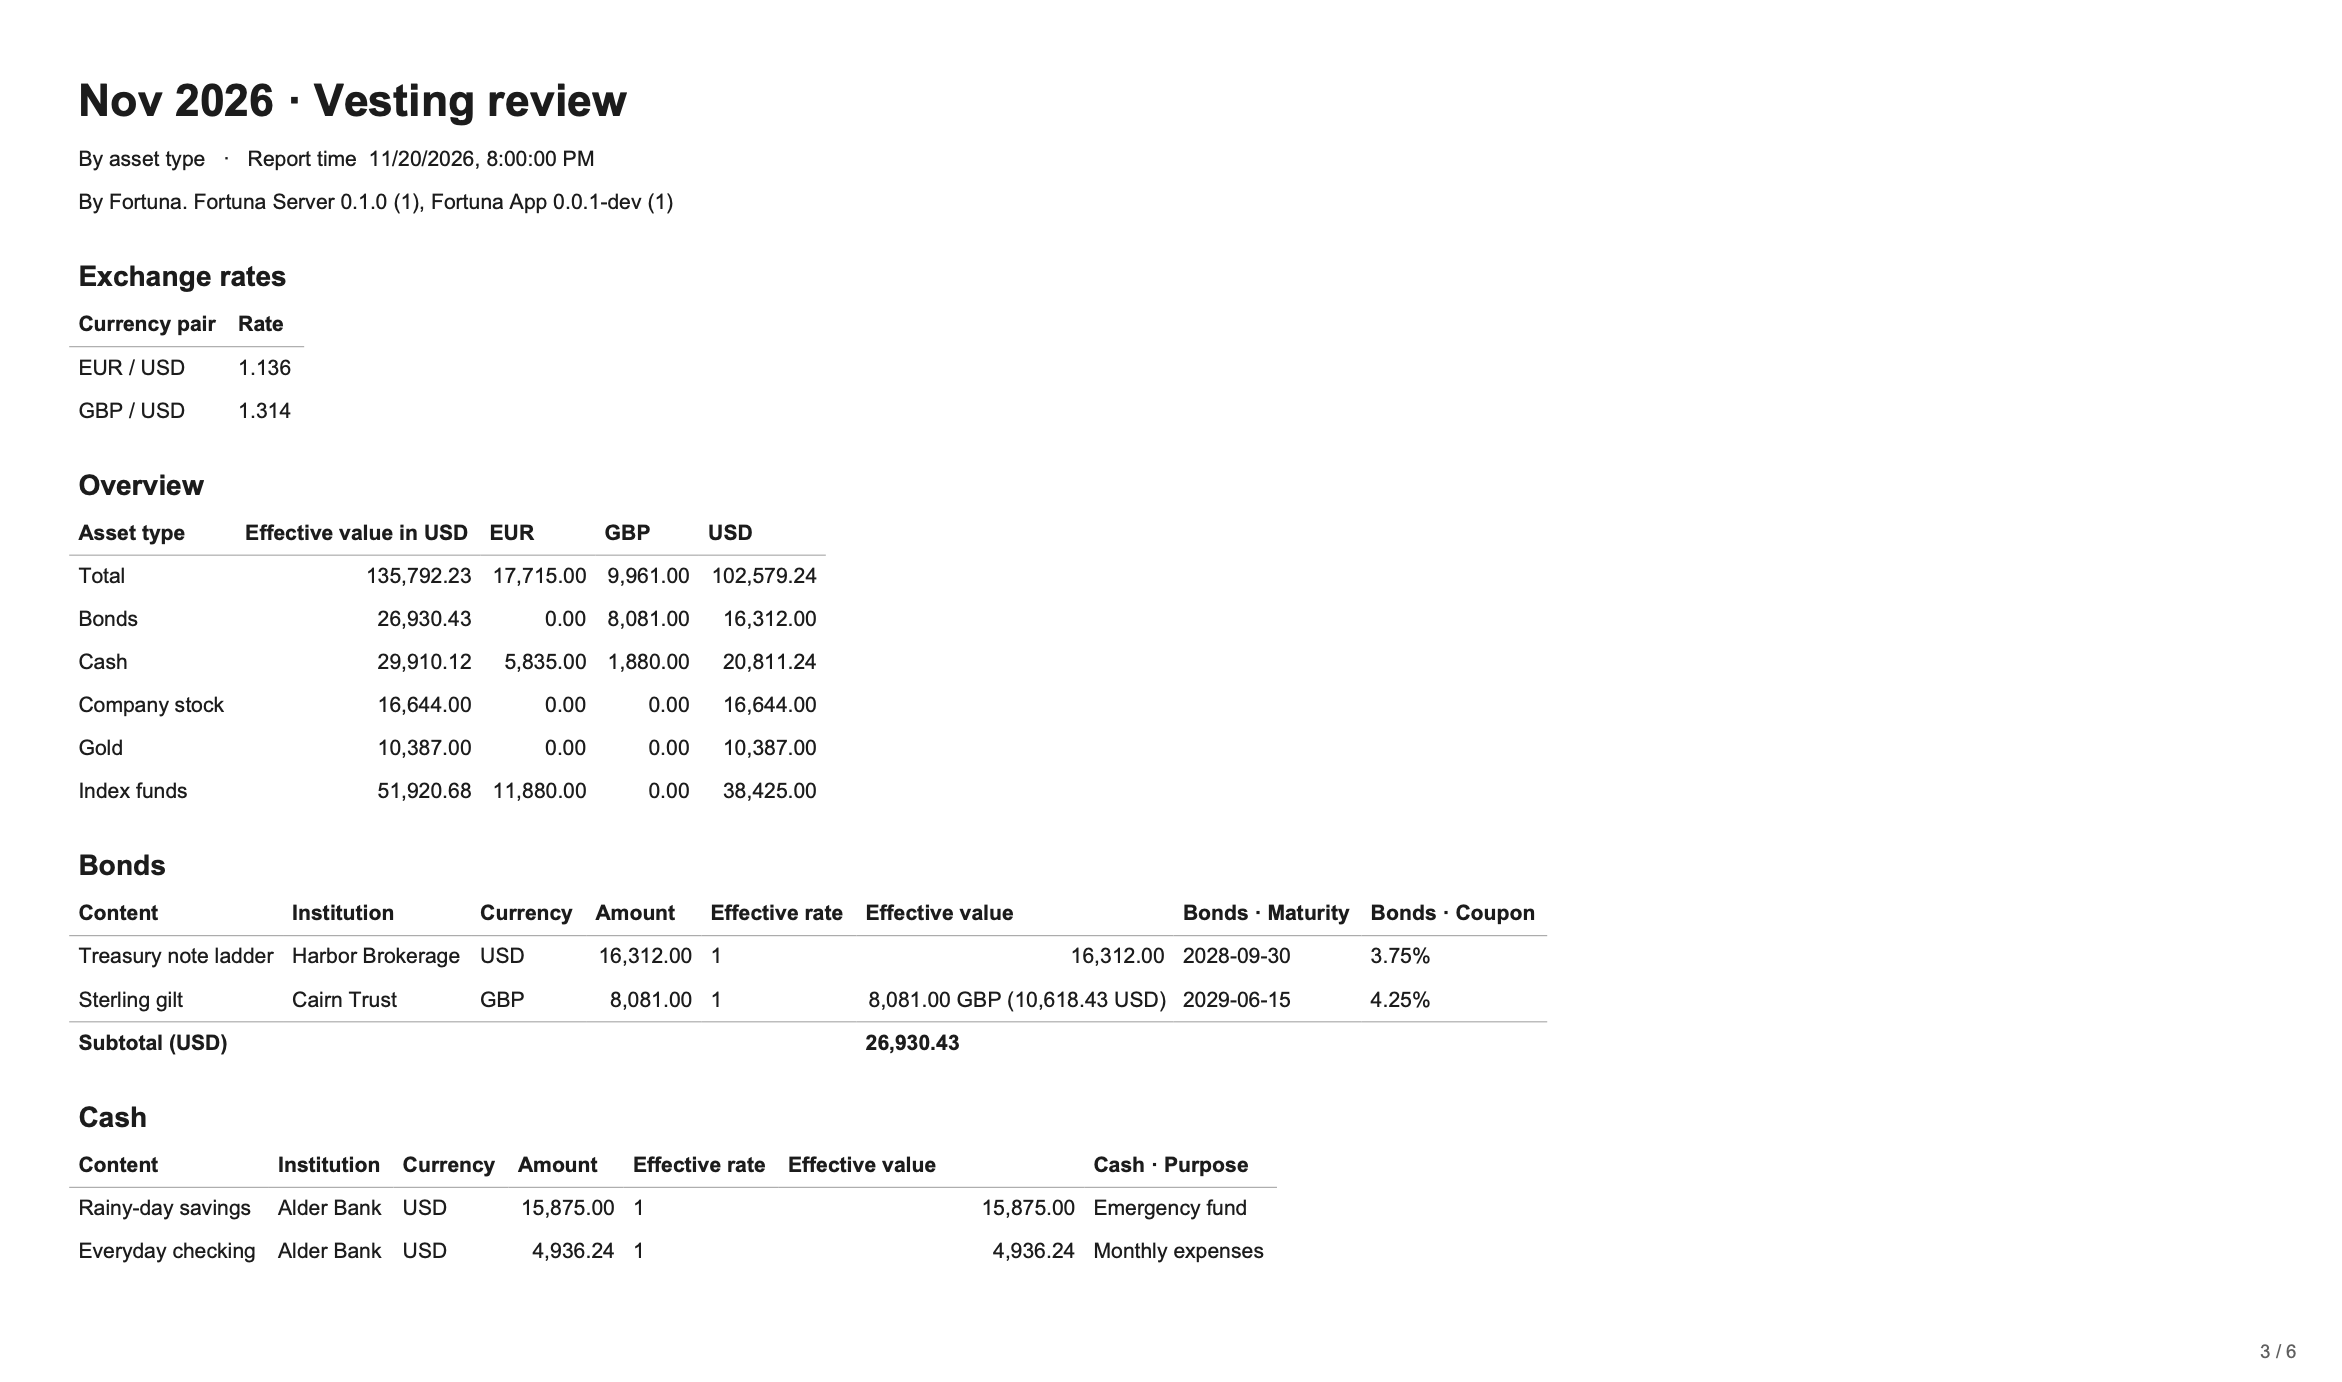 Nov 2026 · Vesting review
By asset type · Report time 11/20/2026, 8:00:00 PM
By Fortuna. Fortuna Server 0.1.0 (1), Fortuna App 0.0.1-dev (1)
Exchange rates
Currency pair Rate
EUR / USD 1.136
GBP / USD 1.314
Overview
Asset type Effective value in USD EUR GBP USD
Total 135,792.23 17,715.00 9,961.00 102,579.24
Bonds 26,930.43 0.00 8,081.00 16,312.00
Cash 29,910.12 5,835.00 1,880.00 20,811.24
Company stock 16,644.00 0.00 0.00 16,644.00
Gold 10,387.00 0.00 0.00 10,387.00
Index funds 51,920.68 11,880.00 0.00 38,425.00
Bonds
Content Institution Currency Amount Effective rate Effective value Bonds · Maturity Bonds · Coupon
Treasury note ladder Harbor Brokerage USD 16,312.00 1 16,312.00 2028-09-30 3.75%
Sterling gilt Cairn Trust GBP 8,081.00 1 8,081.00 GBP (10,618.43 USD) 2029-06-15 4.25%
Subtotal (USD) 26,930.43
Cash
Content Institution Currency Amount Effective rate Effective value Cash · Purpose
Rainy-day savings Alder Bank USD 15,875.00 1 15,875.00 Emergency fund
Everyday checking Alder Bank USD 4,936.24 1 4,936.24 Monthly expenses
3 / 6